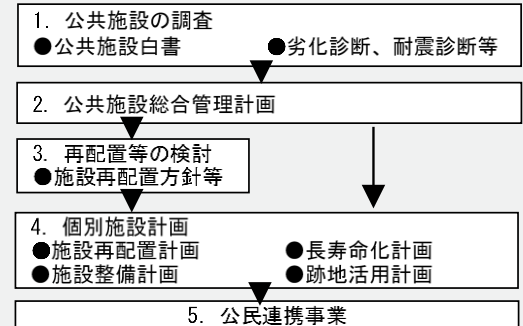 1. 公共施設の調査
●公共施設白書 ●劣化診断、耐震診断等
2. 公共施設総合管理計画
3. 再配置等の検討
●施設再配置方針等
4. 個別施設計画
●施設再配置計画 ●長寿命化計画
●施設整備計画 ●跡地活用計画
5. 公民連携事業